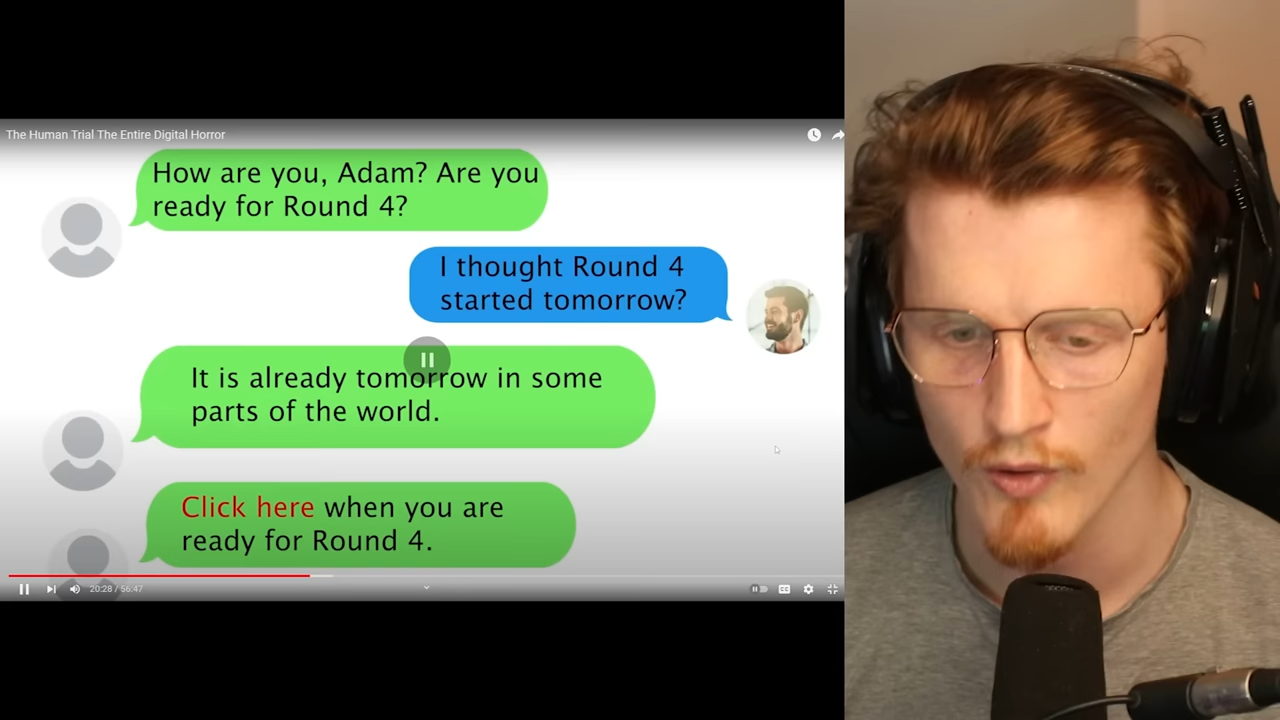 The Human Trial The Entire Digital Horror
How are you, Adam? Are you
ready for Round 4?
I thought Round 4
started tomorrow?
It is already tomorrow in some
parts of the world.
Click here when you are
ready for Round 4.
20:28 / 56:47
CC